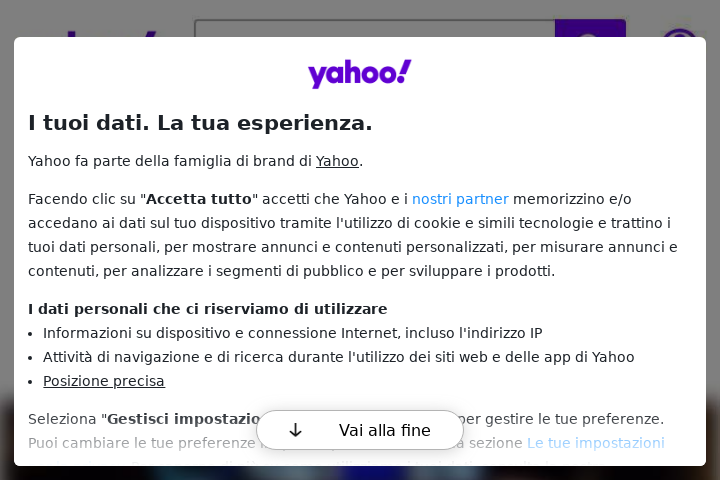 yahoo!
I tuoi dati. La tua esperienza.
Yahoo fa parte della famiglia di brand di Yahoo.
Facendo clic su "Accetta tutto" accetti che Yahoo e i nostri partner memorizzino e/o
accedano ai dati sul tuo dispositivo tramite l'utilizzo di cookie e simili tecnologie e trattino i
tuoi dati personali, per mostrare annunci e contenuti personalizzati, per misurare annunci e
contenuti, per analizzare i segmenti di pubblico e per sviluppare i prodotti.
I dati personali che ci riserviamo di utilizzare
• Informazioni su dispositivo e connessione Internet, incluso l'indirizzo IP
• Attività di navigazione e di ricerca durante l'utilizzo dei siti web e delle app di Yahoo
• Posizione precisa
Seleziona "Gestisci per gestire le tue preferenze.
↓ Vai alla fine
Puoi cambiare le tue preferenze sezione Le tue impostazioni